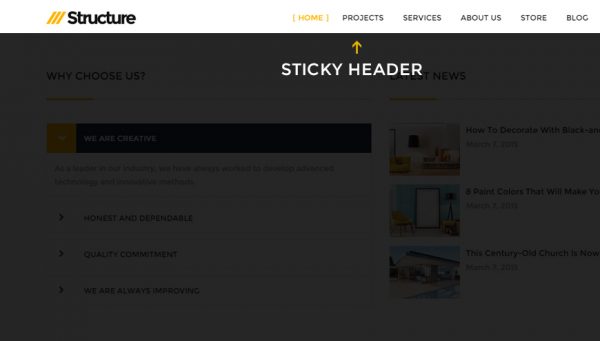 Structure
[ HOME ] PROJECTS SERVICES ABOUT US STORE BLOG
STICKY HEADER
WHY CHOOSE US?
WE ARE CREATIVE
As a leader in our industry, we have always worked to develop advanced
technology and innovative methods.
HONEST AND DEPENDABLE
QUALITY COMMITMENT
WE ARE ALWAYS IMPROVING
LATEST NEWS
How To Decorate With Black-an
March 7, 2015
8 Paint Colors That Will Make Yo
March 7, 2015
This Century-Old Church Is Now
March 7, 2015